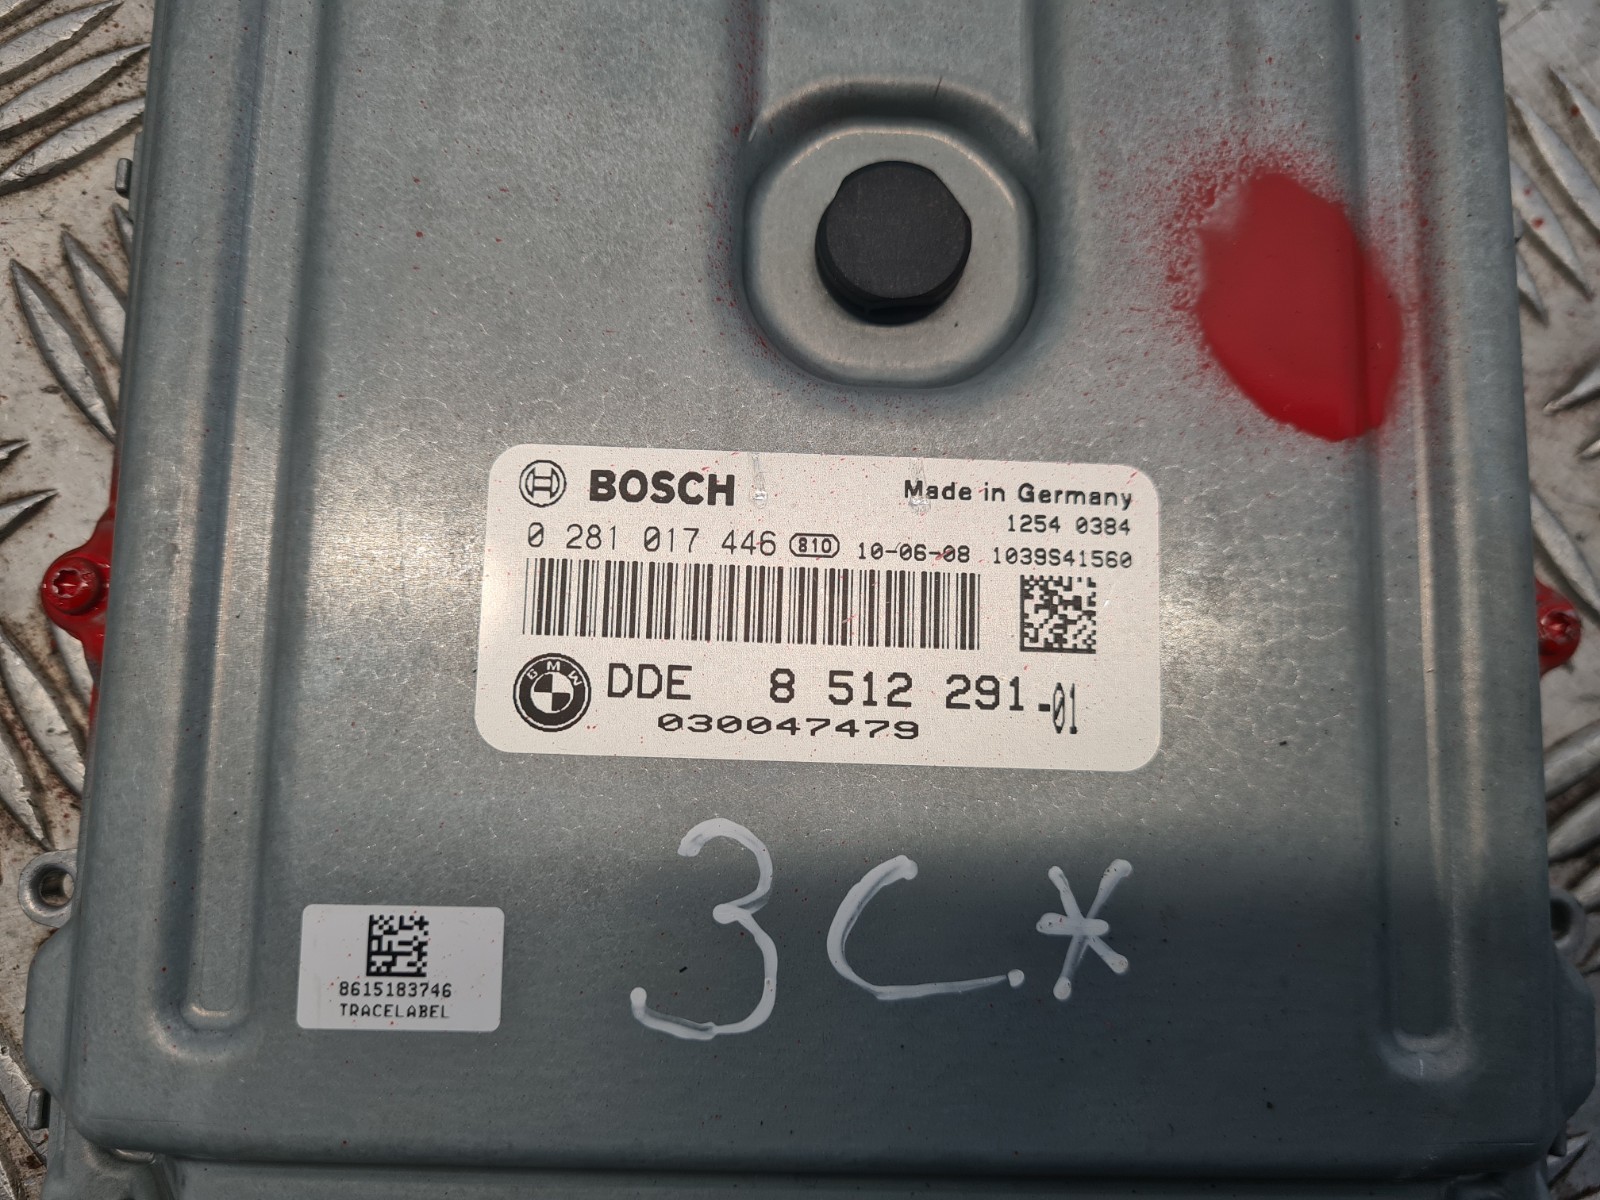 BOSCH Made in Germany
1254 0384
0 281 017 446 810 10-06-08 1039S41560
BMW DDE 8 512 291-01
030047479
3C*
8615183746
TRACELABEL